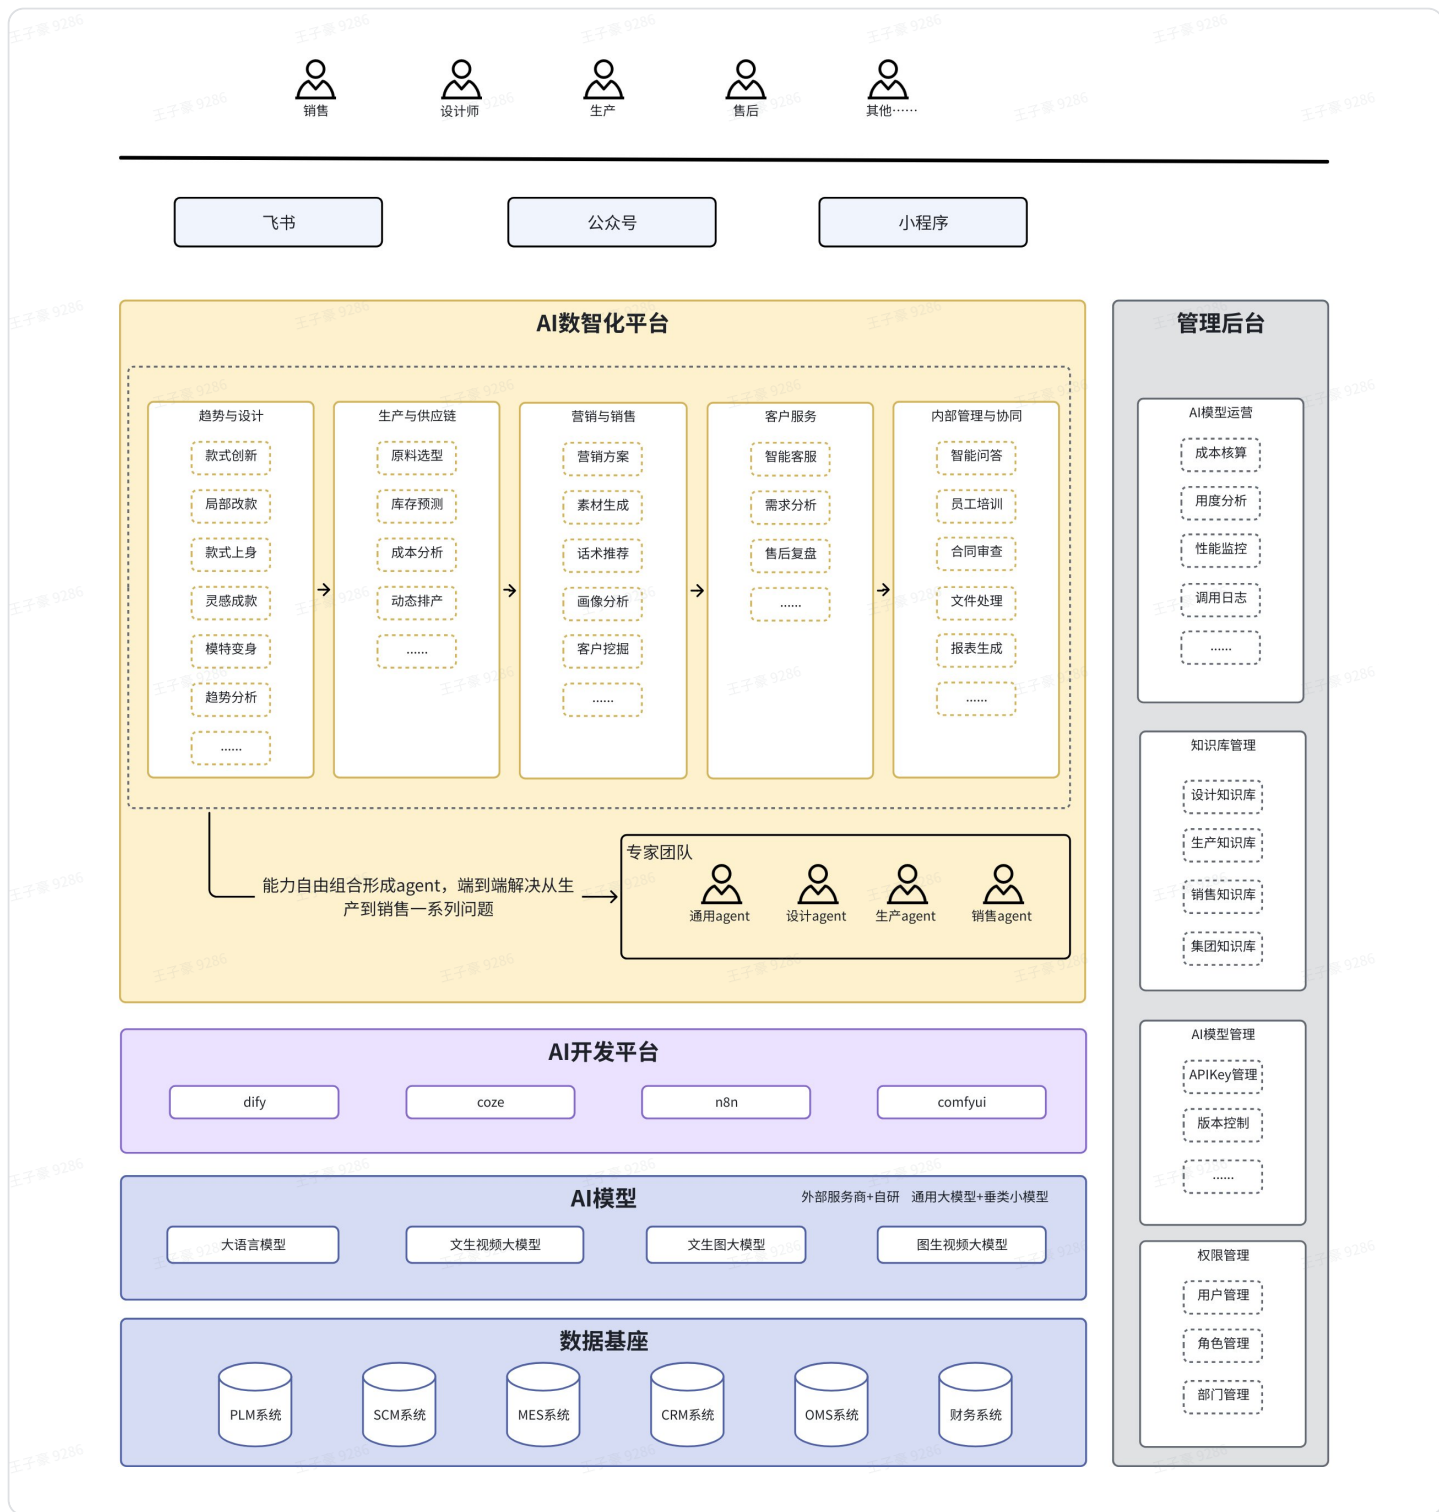 销售
设计师
生产
售后
其他······
飞书
公众号
小程序
AI数智化平台
趋势与设计
款式创新
局部改款
款式上身
灵感成款
模特变身
趋势分析
......
生产与供应链
原料选型
库存预测
成本分析
动态排产
......
营销与销售
营销方案
素材生成
话术推荐
画像分析
客户挖掘
......
客户服务
智能客服
需求分析
售后复盘
......
内部管理与协同
智能问答
员工培训
合同审查
文件处理
报表生成
......
能力自由组合形成agent，端到端解决从生
产到销售一系列问题
专家团队
通用agent
设计agent
生产agent
销售agent
管理后台
AI模型运营
成本核算
用度分析
性能监控
调用日志
......
知识库管理
设计知识库
生产知识库
销售知识库
集团知识库
AI模型管理
APIKey管理
版本控制
......
权限管理
用户管理
角色管理
部门管理
AI开发平台
dify
coze
n8n
comfyui
AI模型
外部服务商+自研 通用大模型+垂类小模型
大语言模型
文生视频大模型
文生图大模型
图生视频大模型
数据基座
PLM系统
SCM系统
MES系统
CRM系统
OMS系统
财务系统
王子豪 9286